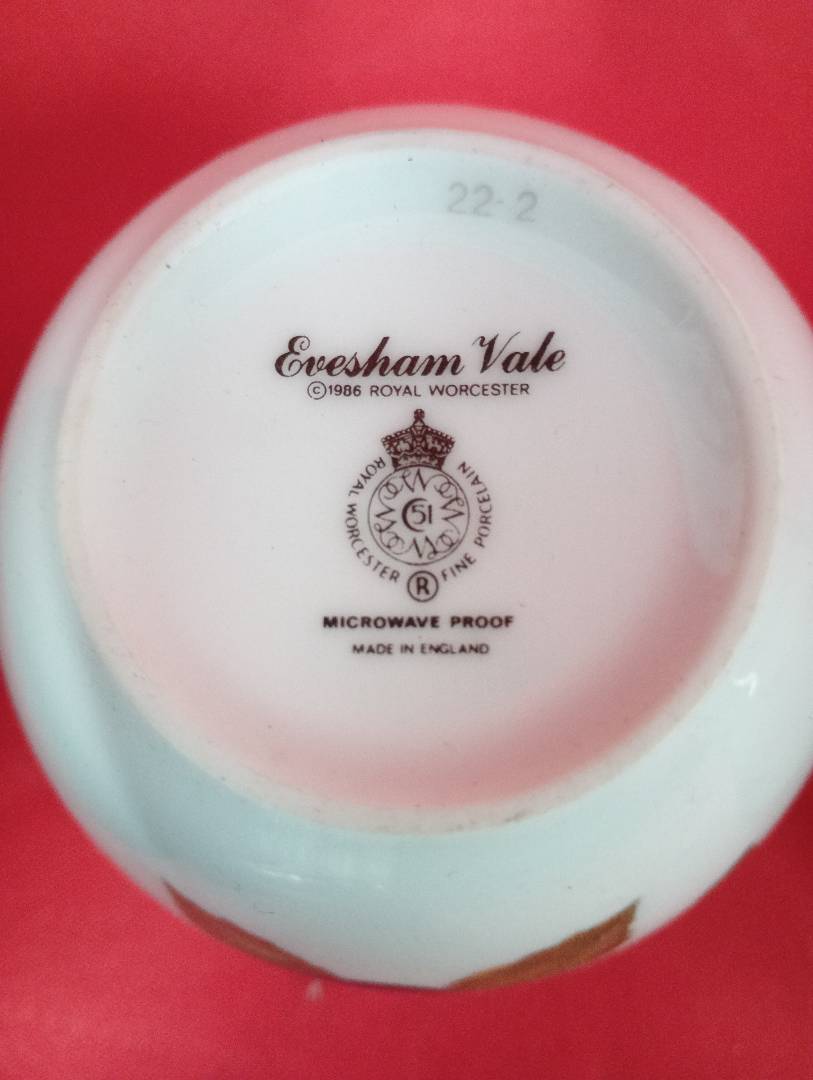 22-2
Evesham Vale
©1986 ROYAL WORCESTER
ROYAL WORCESTER FINE PORCELAIN
51
®
MICROWAVE PROOF
MADE IN ENGLAND